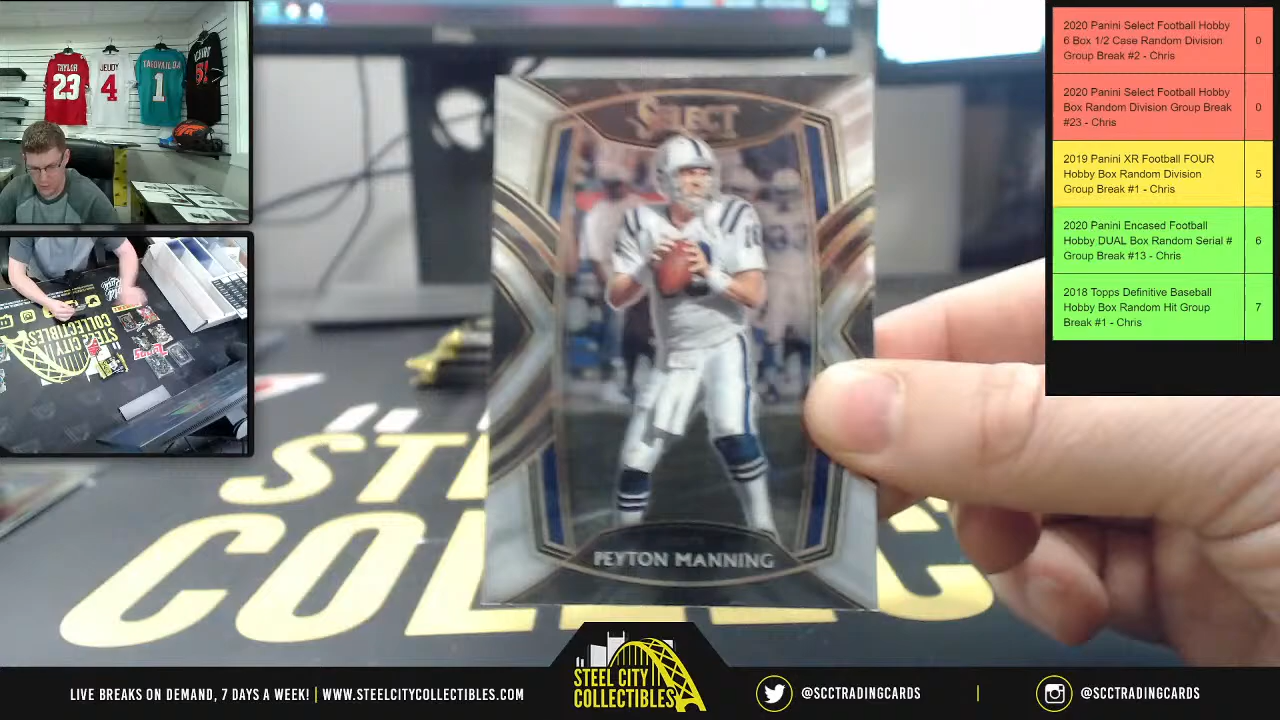 TAYLOR
23
JEUDY
4
TAGOVAILOA
1
STEEL CITY
COLLECTIBLES
SELECT
18
PEYTON MANNING
STE
COLLEC
2020 Panini Select Football Hobby
6 Box 1/2 Case Random Division
Group Break #2 - Chris
0
2020 Panini Select Football Hobby
Box Random Division Group Break
#23 - Chris
0
2019 Panini XR Football FOUR
Hobby Box Random Division
Group Break #1 - Chris
5
2020 Panini Encased Football
Hobby DUAL Box Random Serial #
Group Break #13 - Chris
6
2018 Topps Definitive Baseball
Hobby Box Random Hit Group
Break #1 - Chris
7
LIVE BREAKS ON DEMAND, 7 DAYS A WEEK! | WWW.STEELCITYCOLLECTIBLES.COM
STEEL CITY
COLLECTIBLES
@SCCTRADINGCARDS
|
@SCCTRADINGCARDS